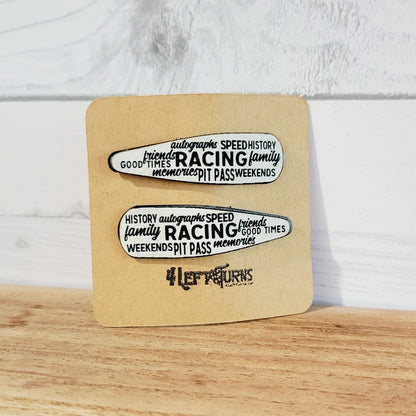 autographs SPEED HISTORY
friends RACING family
GOOD TIMES
memories PIT PASS WEEKENDS
HISTORY autographs SPEED
family RACING friends
GOOD TIMES
WEEKENDS PIT PASS memories
4 LEFT TURNS